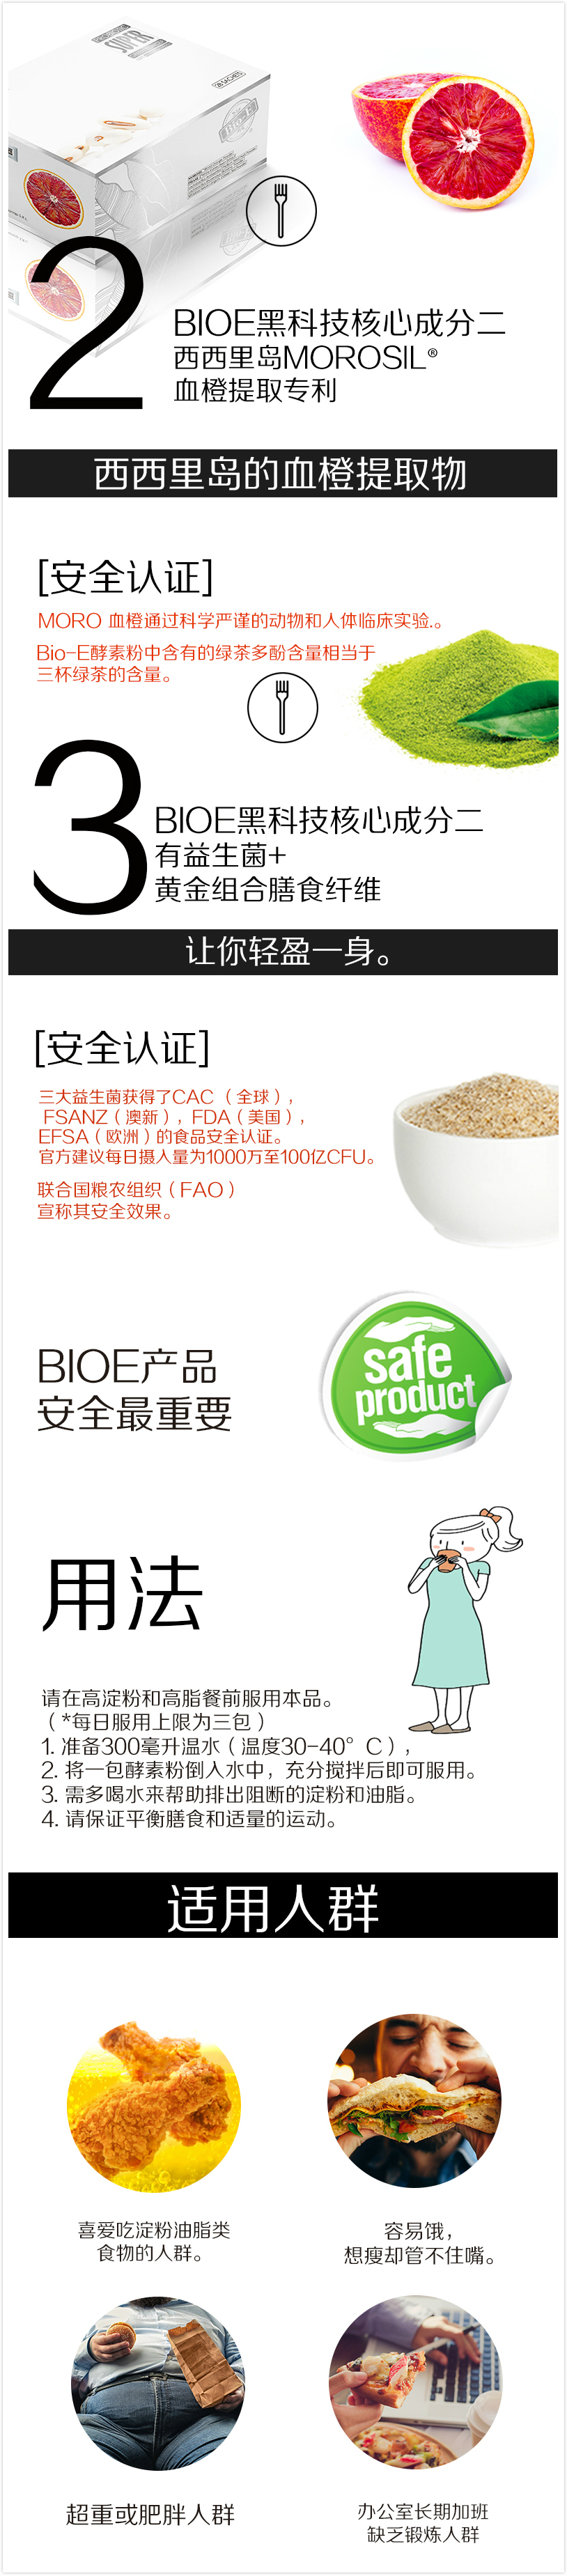 SUPER
28 SACHETS
2
BIOE黑科技核心成分二
西西里岛MOROSIL®
血橙提取专利
西西里岛的血橙提取物
[安全认证]
MORO 血橙通过科学严谨的动物和人体临床实验.。
Bio-E酵素粉中含有的绿茶多酚含量相当于
三杯绿茶的含量。
3
BIOE黑科技核心成分二
有益生菌+
黄金组合膳食纤维
让你轻盈一身。
[安全认证]
三大益生菌获得了CAC（全球），
FSANZ（澳新），FDA（美国），
EFSA（欧洲）的食品安全认证。
官方建议每日摄入量为1000万至100亿CFU。
联合国粮农组织（FAO）
宣称其安全效果。
BIOE产品
安全最重要
safe
product
用法
请在高淀粉和高脂餐前服用本品。
（*每日服用上限为三包）
1. 准备300毫升温水（温度30-40°C），
2. 将一包酵素粉倒入水中，充分搅拌后即可服用。
3. 需多喝水来帮助排出阻断的淀粉和油脂。
4. 请保证平衡膳食和适量的运动。
适用人群
喜爱吃淀粉油脂类
食物的人群。
容易饿，
想瘦却管不住嘴。
超重或肥胖人群
办公室长期加班
缺乏锻炼人群